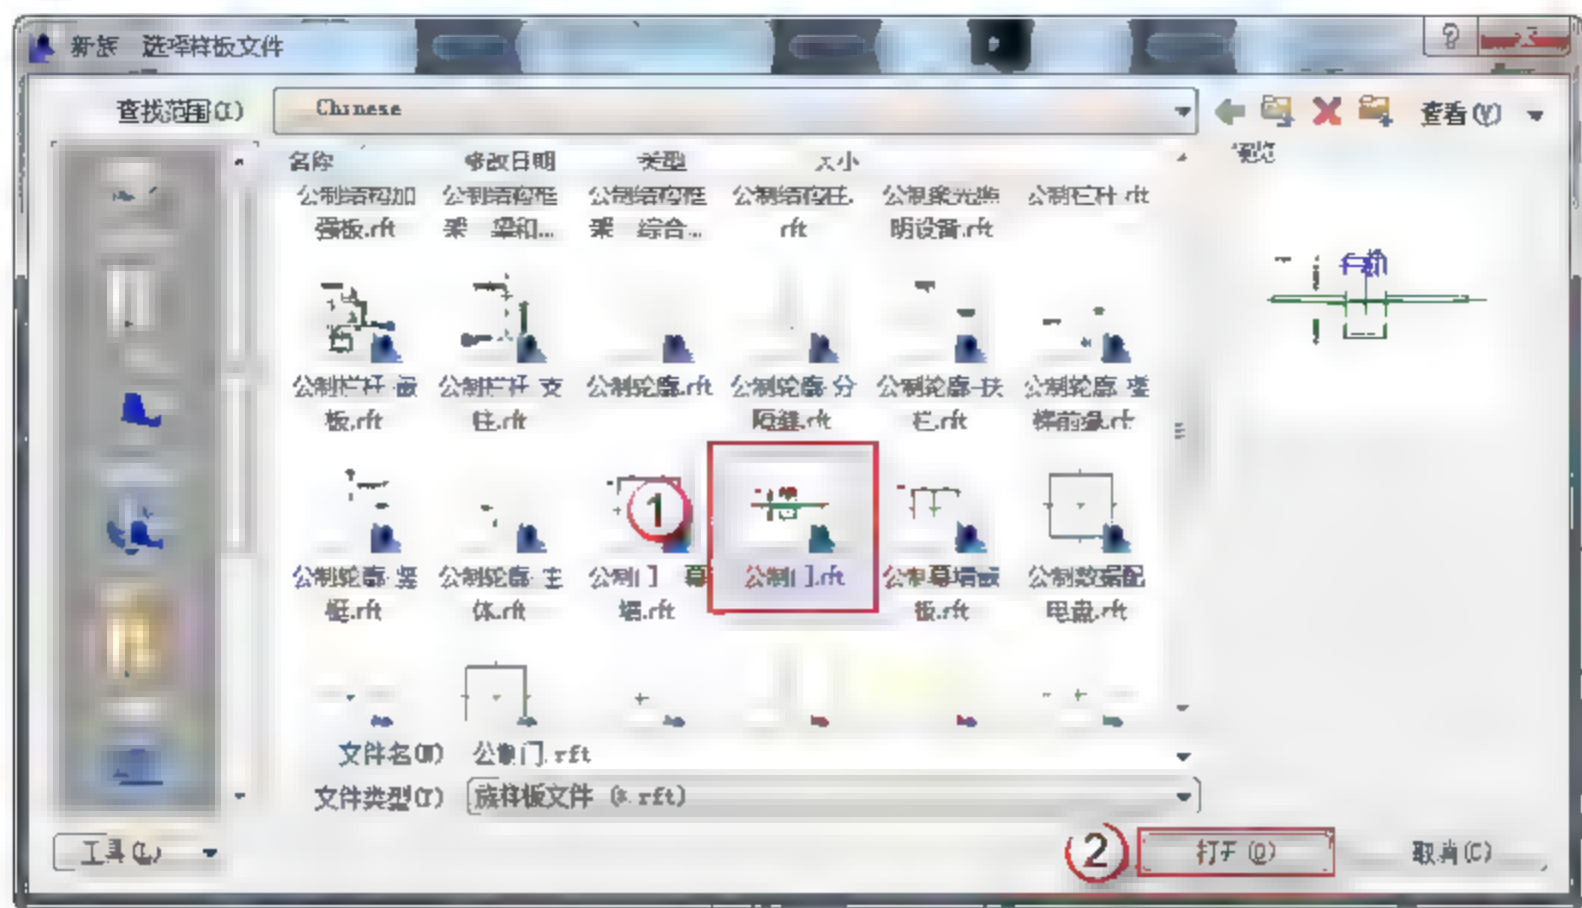 新族 选择样板文件
查找范围(I) Chinese 查看(V)
名称 修改日期 类型 大小 预览
公制结构加 公制结构框 公制结构框 公制结构柱. 公制聚光照 公制栏杆.rft
强板.rft 架 梁和... 架 综合... rft 明设备.rft
公制栏杆 嵌 公制栏杆 支 公制轮廓.rft 公制轮廓 分 公制轮廓-扶 公制轮廓 楼
板.rft 柱.rft 隔缝.rft 栏.rft 梯前缘.rft
1
公制轮廓 竖 公制轮廓 主 公制门 幕 公制门.rft 公制幕墙嵌 公制数据配
梃.rft 体.rft 墙.rft 板.rft 电盘.rft
文件名(N) 公制门.rft
文件类型(T) 族样板文件 (*.rft)
工具(L) 2 打开(O) 取消(C)